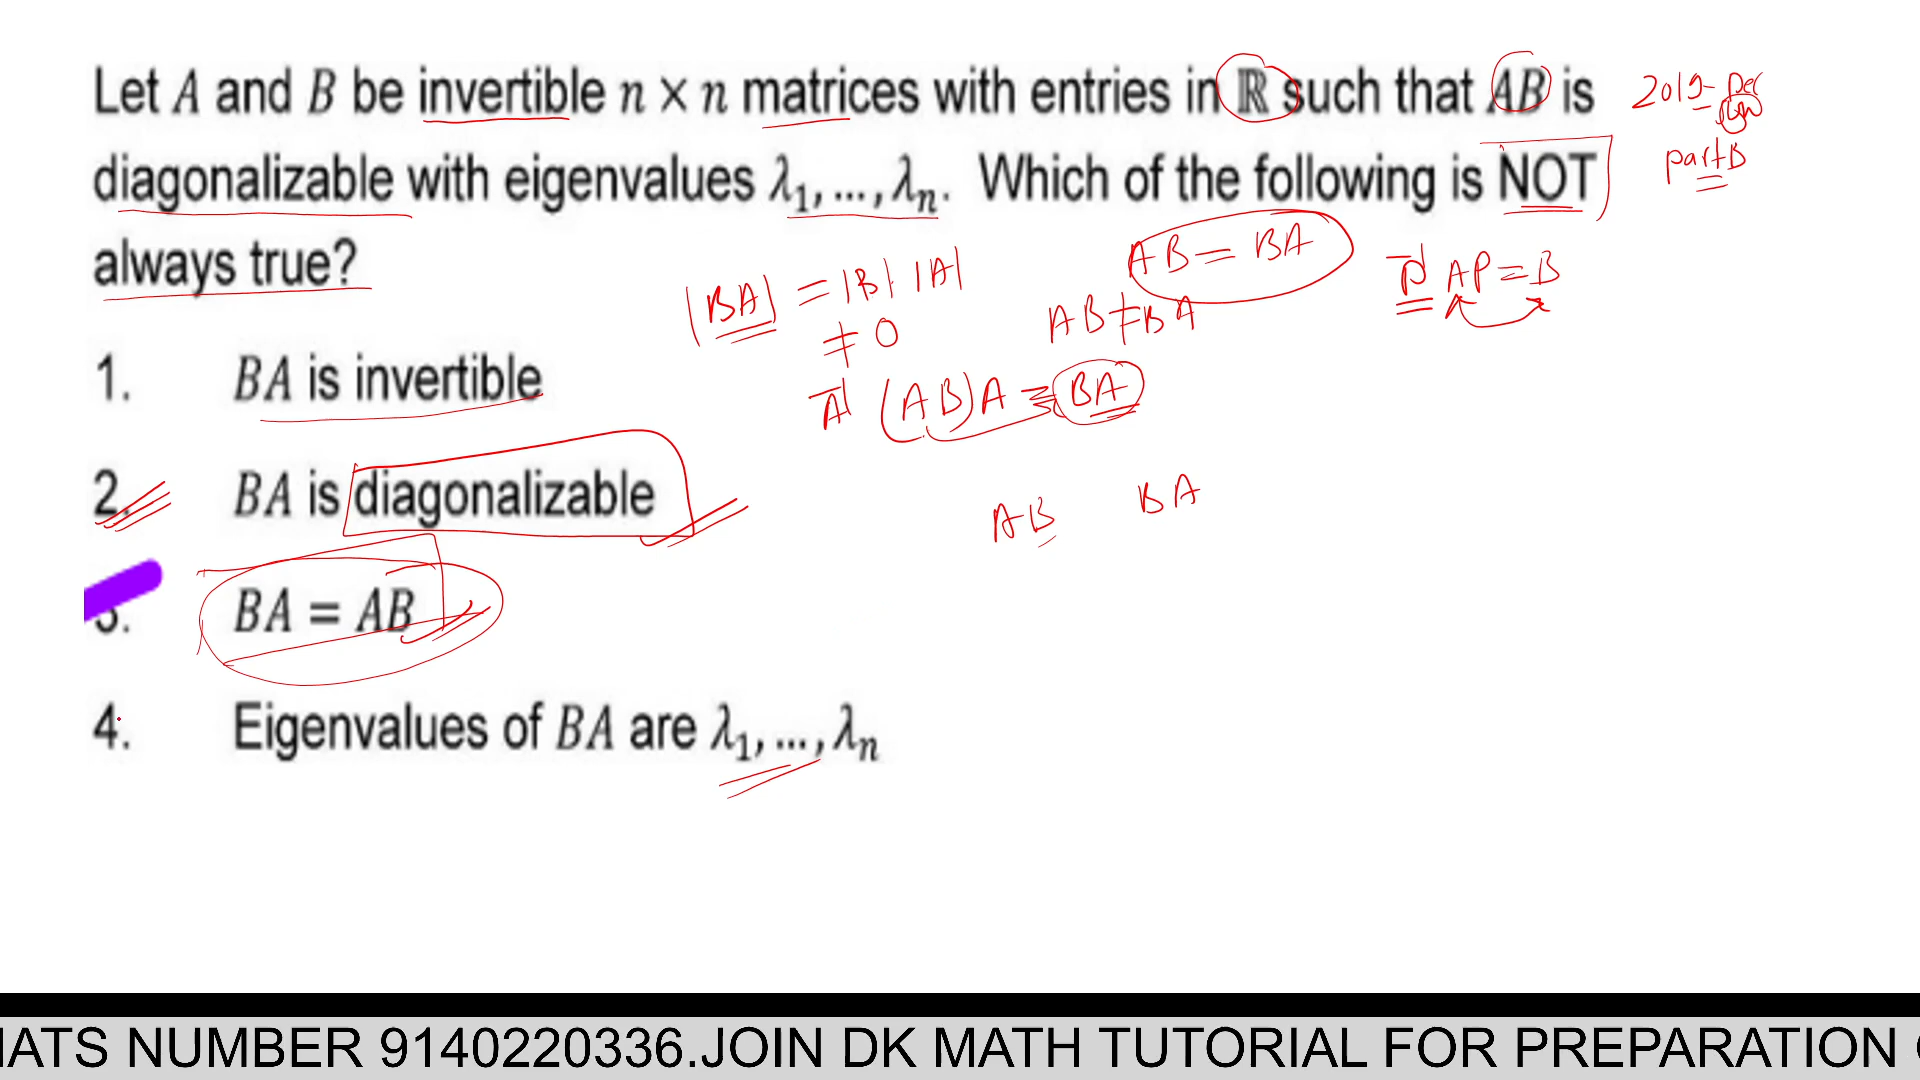 Let A and B be invertible n × n matrices with entries in ℝ such that AB is
diagonalizable with eigenvalues λ₁, ..., λₙ. Which of the following is NOT
always true?
2019-Dec
part B
|BA| = |B| |A|
≠ 0
AB = BA
AB ≠ BA
P⁻¹ AP = B
A⁻¹ (AB)A = BA
1. BA is invertible
2. BA is diagonalizable
AB BA
3. BA = AB
4. Eigenvalues of BA are λ₁, ..., λₙ
HATS NUMBER 9140220336.JOIN DK MATH TUTORIAL FOR PREPARATION